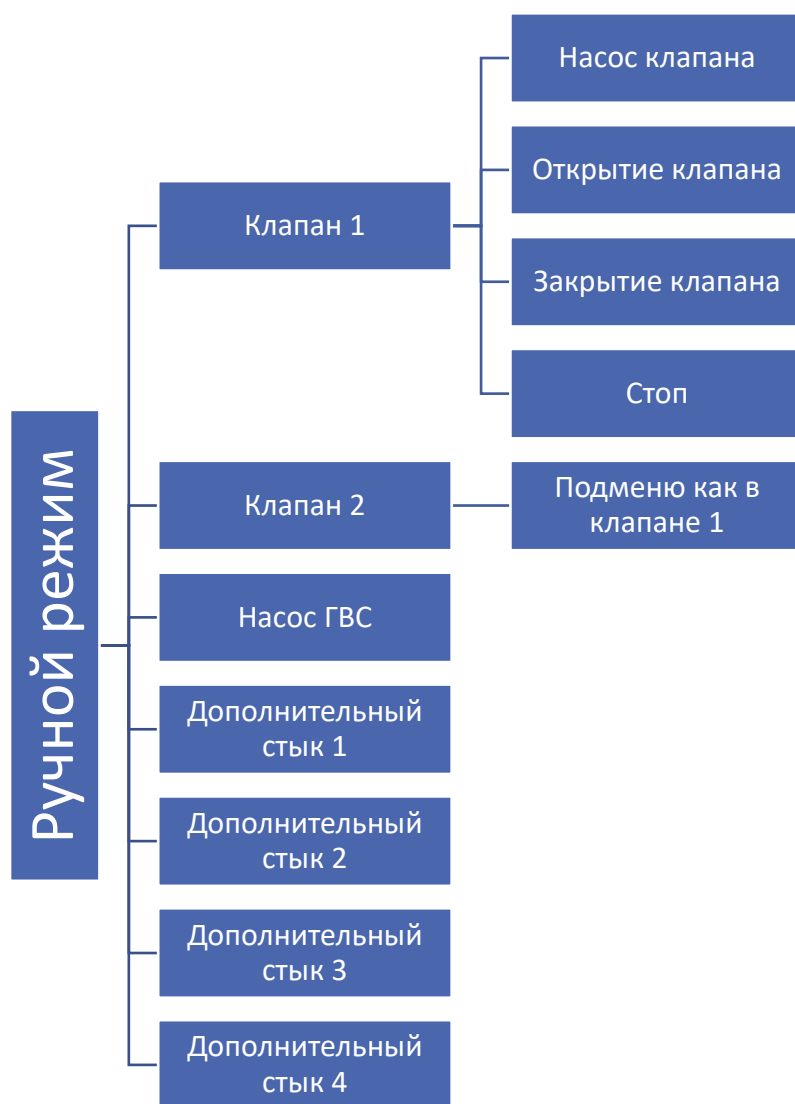 Ручной режим
Клапан 1
Насос клапана
Открытие клапана
Закрытие клапана
Стоп
Клапан 2
Подменю как в
клапане 1
Насос ГВС
Дополнительный
стык 1
Дополнительный
стык 2
Дополнительный
стык 3
Дополнительный
стык 4